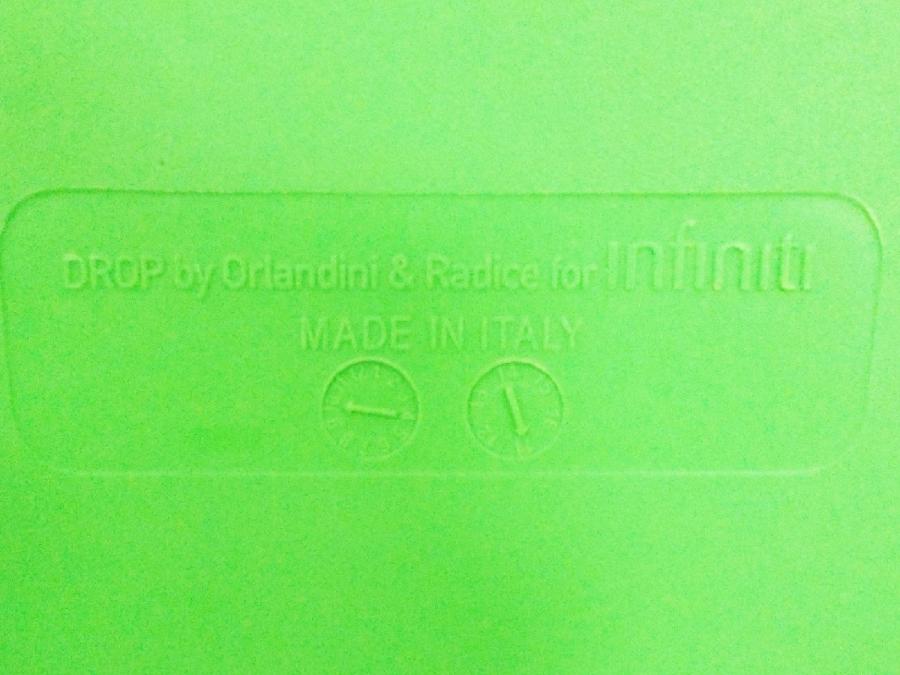 DROP by Orlandini & Radice for infiniti
MADE IN ITALY